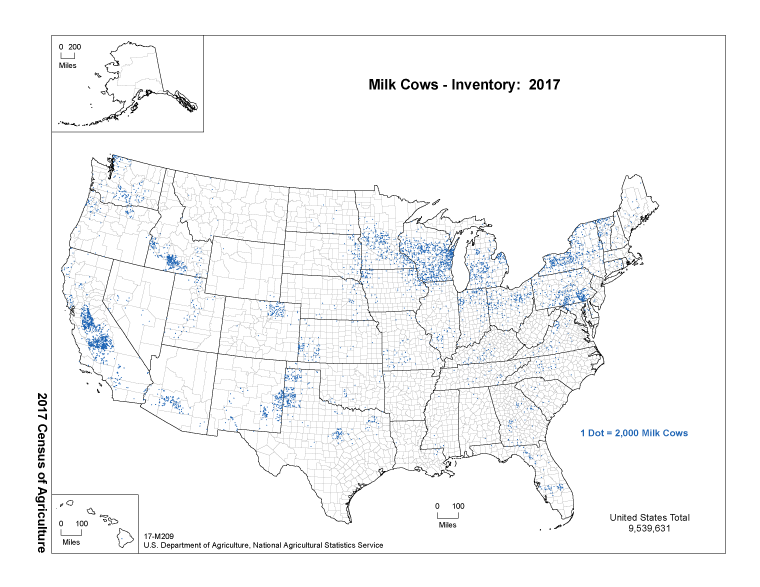 0 200
Miles
Milk Cows - Inventory: 2017
1 Dot = 2,000 Milk Cows
2017 Census of Agriculture
0 100
Miles
0 100
Miles
United States Total
9,539,631
17-M209
U.S. Department of Agriculture, National Agricultural Statistics Service